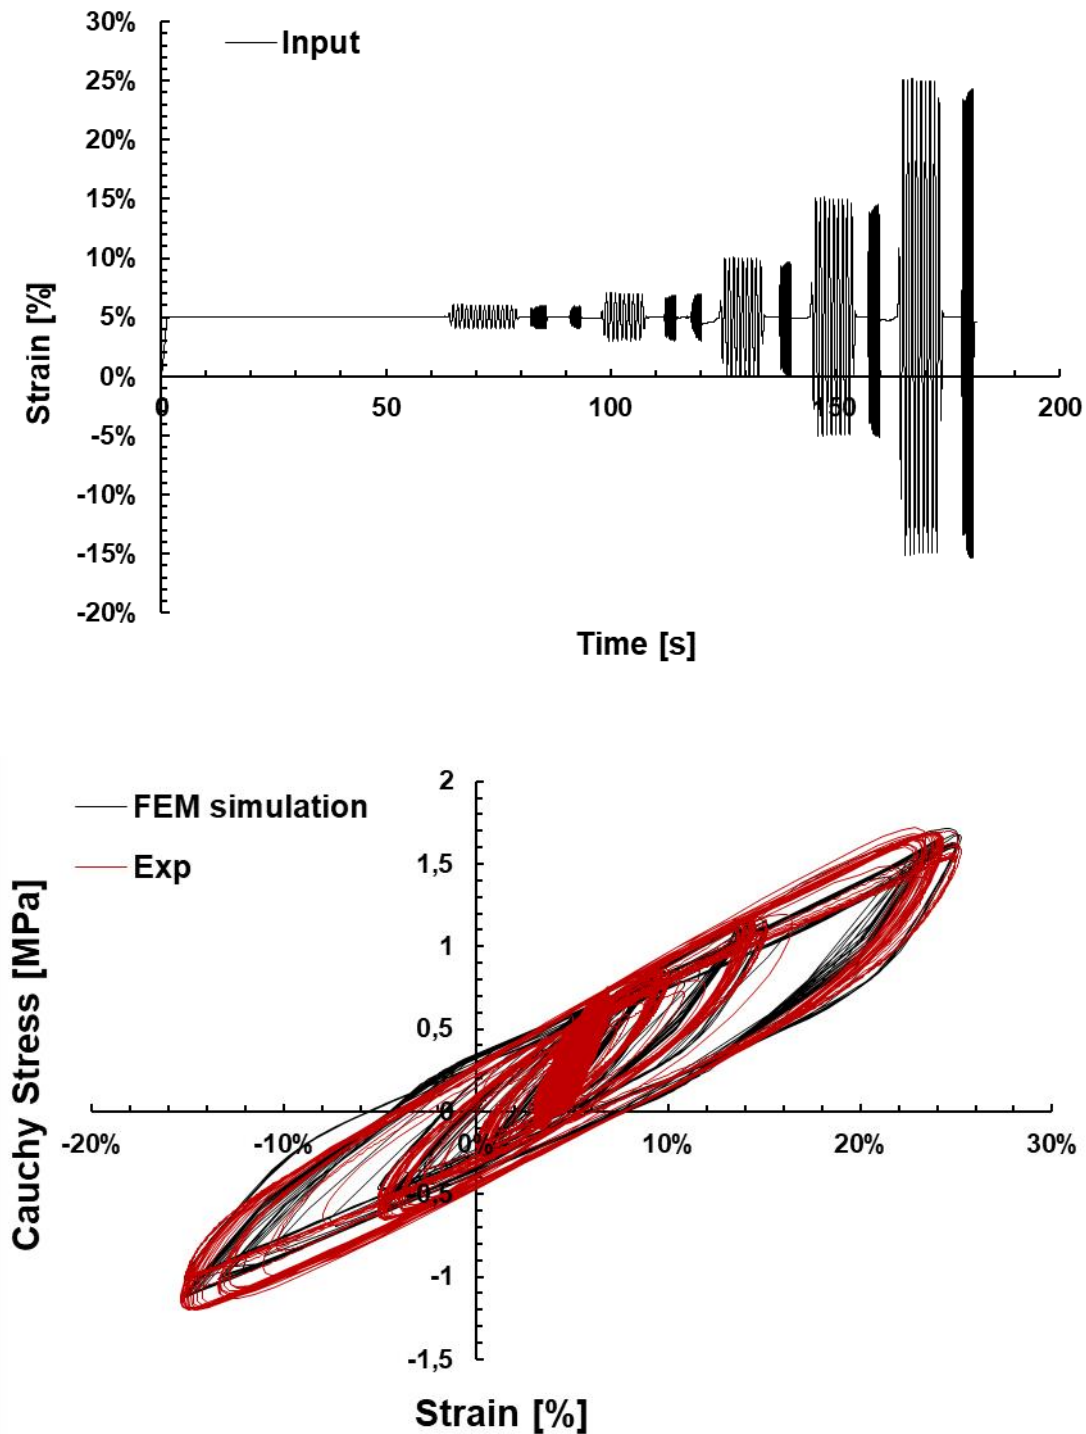 30%
Input
25%
20%
15%
10%
5%
0%
0 50 100 150 200
-5%
-10%
-15%
-20%
Strain [%]
Time [s]
2
FEM simulation
1,5
Exp
1
0,5
0
-20% -10% 0% 10% 20% 30%
-0,5
-1
-1,5
Cauchy Stress [MPa]
Strain [%]